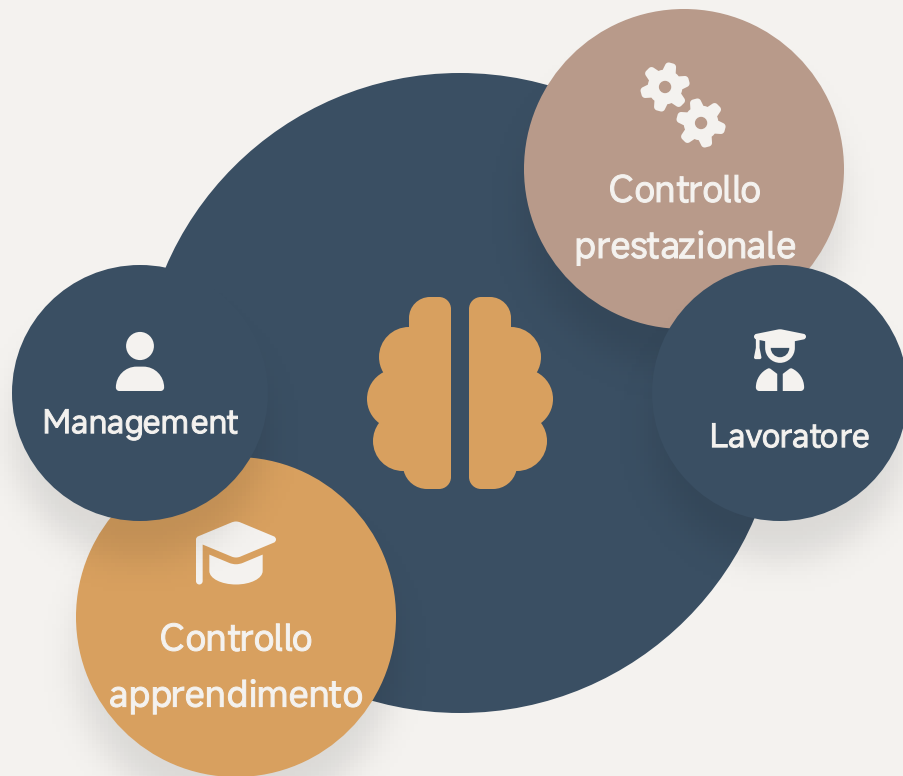 Controllo
prestazionale
Management
Lavoratore
Controllo
apprendimento